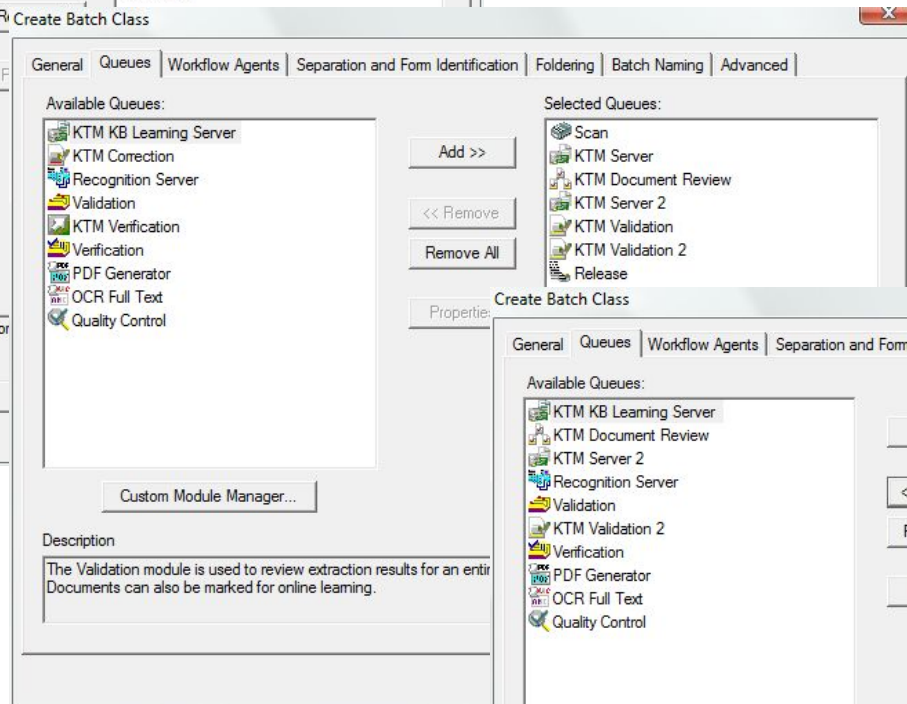 Create Batch Class
General Queues Workflow Agents Separation and Form Identification Foldering Batch Naming Advanced
Available Queues:
KTM KB Learning Server
KTM Correction
Recognition Server
Validation
KTM Verification
Verification
PDF Generator
OCR Full Text
Quality Control
Add >>
<< Remove
Remove All
Selected Queues:
Scan
KTM Server
KTM Document Review
KTM Server 2
KTM Validation
KTM Validation 2
Release
Custom Module Manager...
Description
The Validation module is used to review extraction results for an
Documents can also be marked for online learning.
Create Batch Class
General Queues Workflow Agents Separation and Form
Available Queues:
KTM KB Learning Server
KTM Document Review
KTM Server 2
Recognition Server
Validation
KTM Validation 2
Verification
PDF Generator
OCR Full Text
Quality Control